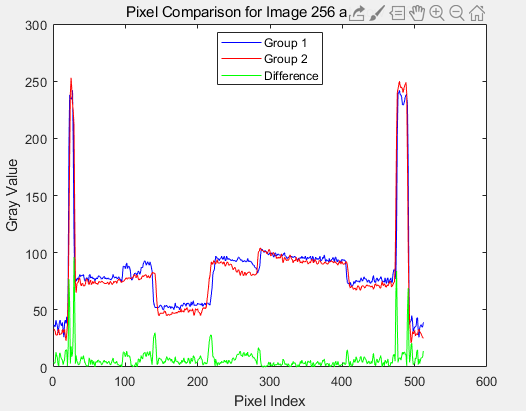 Pixel Comparison for Image 256 a
300
250
200
150
100
50
0
Gray Value
Group 1
Group 2
Difference
0 100 200 300 400 500 600
Pixel Index